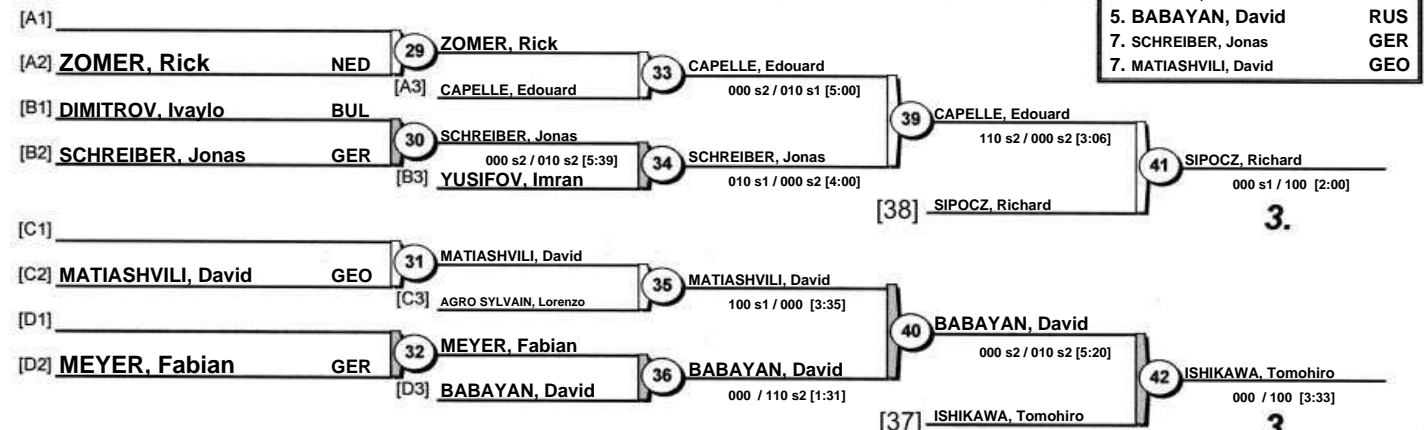 5. BABAYAN, David RUS
7. SCHREIBER, Jonas GER
7. MATIASHVILI, David GEO
[A1]
[A2] ZOMER, Rick NED
29 ZOMER, Rick
[A3] CAPELLE, Edouard
33 CAPELLE, Edouard
000 s2 / 010 s1 [5:00]
[B1] DIMITROV, Ivaylo BUL
[B2] SCHREIBER, Jonas GER
30 SCHREIBER, Jonas
000 s2 / 010 s2 [5:39]
[B3] YUSIFOV, Imran
34 SCHREIBER, Jonas
010 s1 / 000 s2 [4:00]
39 CAPELLE, Edouard
110 s2 / 000 s2 [3:06]
[38] SIPOCZ, Richard
41 SIPOCZ, Richard
000 s1 / 100 [2:00]
3.
[C1]
[C2] MATIASHVILI, David GEO
31 MATIASHVILI, David
[C3] AGRO SYLVAIN, Lorenzo
35 MATIASHVILI, David
100 s1 / 000 [3:35]
[D1]
[D2] MEYER, Fabian GER
32 MEYER, Fabian
[D3] BABAYAN, David
36 BABAYAN, David
000 / 110 s2 [1:31]
40 BABAYAN, David
000 s2 / 010 s2 [5:20]
[37] ISHIKAWA, Tomohiro
42 ISHIKAWA, Tomohiro
000 / 100 [3:33]
3